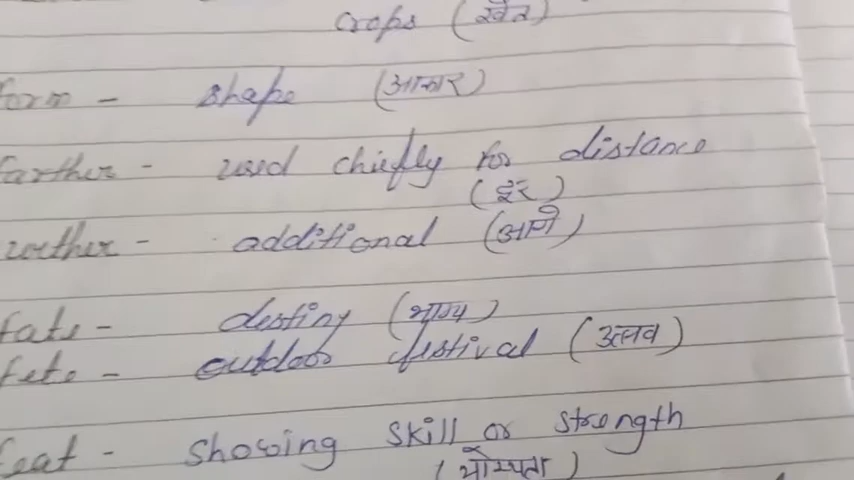 crops (खेत)
form - shape (आकार)
farther - used chiefly for distance
(दूर)
urther - additional (आगे)
fate - destiny (भाग्य)
fete - outdoor festival (उत्सव)
feat - showing skill or strength
(योग्यता)